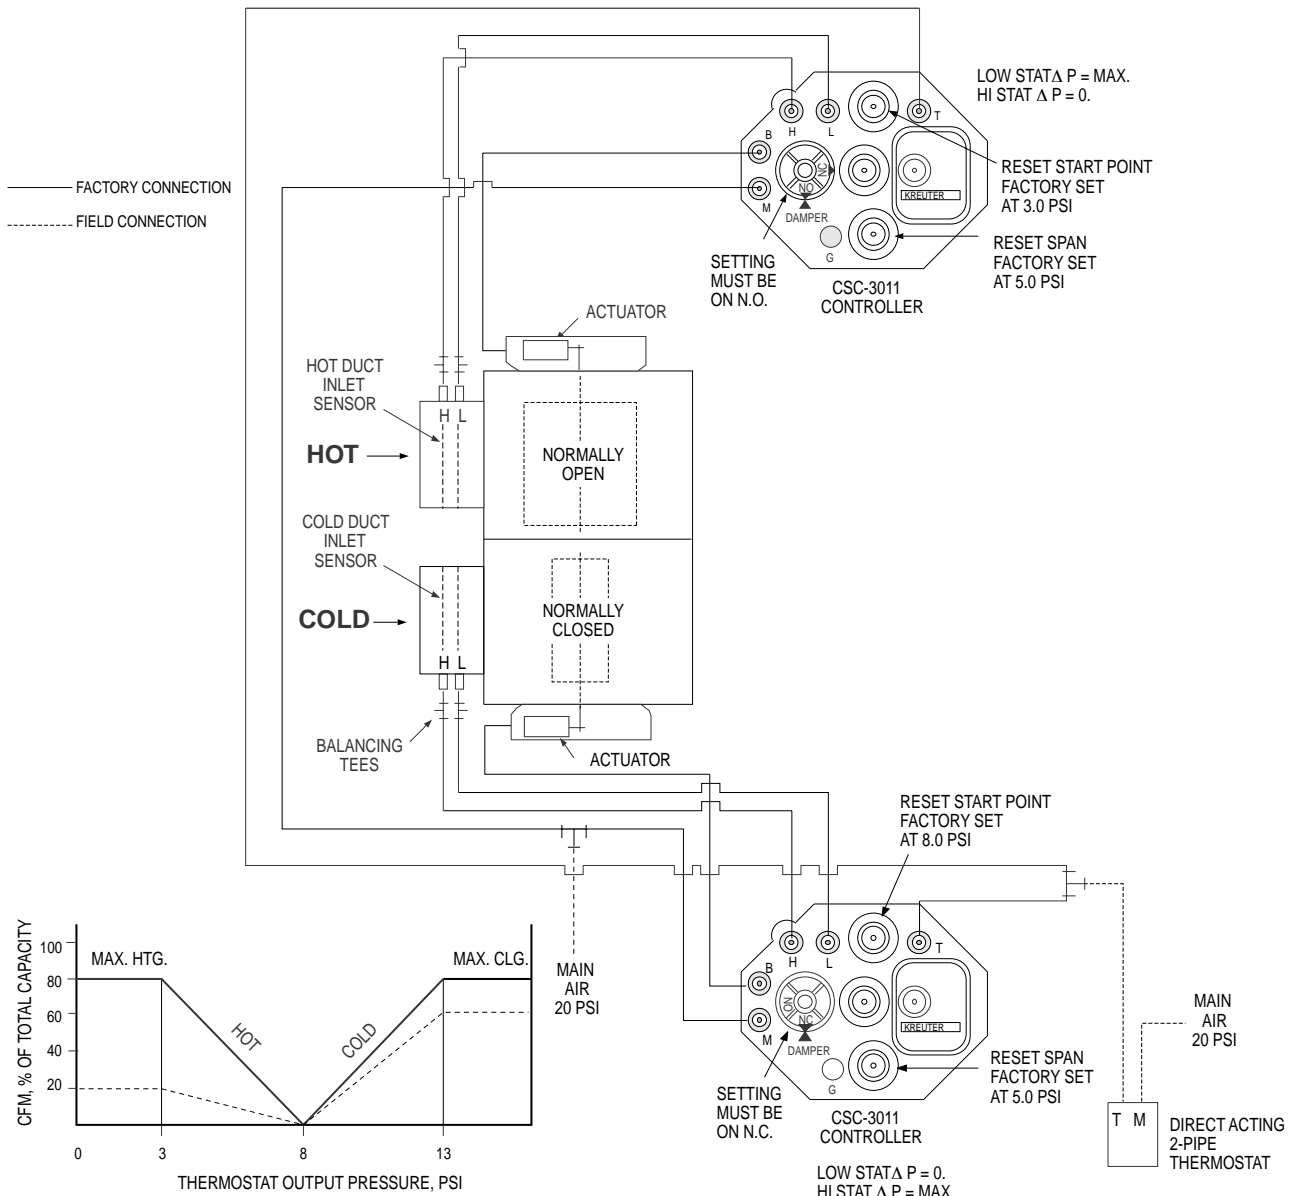 LOW STAT Δ P = MAX.
HI STAT Δ P = 0.
H
L
T
B
M
NC
NO
DAMPER
G
KREUTER
RESET START POINT
FACTORY SET
AT 3.0 PSI
RESET SPAN
FACTORY SET
AT 5.0 PSI
SETTING
MUST BE
ON N.O.
CSC-3011
CONTROLLER
FACTORY CONNECTION
FIELD CONNECTION
ACTUATOR
HOT DUCT
INLET
SENSOR
H L
HOT
NORMALLY
OPEN
COLD DUCT
INLET
SENSOR
COLD
NORMALLY
CLOSED
H L
BALANCING
TEES
ACTUATOR
RESET START POINT
FACTORY SET
AT 8.0 PSI
H
L
T
B
M
NO
NC
DAMPER
G
KREUTER
SETTING
MUST BE
ON N.C.
RESET SPAN
FACTORY SET
AT 5.0 PSI
CSC-3011
CONTROLLER
LOW STAT Δ P = 0.
HI STAT Δ P = MAX
MAIN
AIR
20 PSI
MAIN
AIR
20 PSI
T M
DIRECT ACTING
2-PIPE
THERMOSTAT
CFM, % OF TOTAL CAPACITY
100
80
60
40
20
MAX. HTG.
MAX. CLG.
HOT
COLD
0
3
8
13
THERMOSTAT OUTPUT PRESSURE, PSI